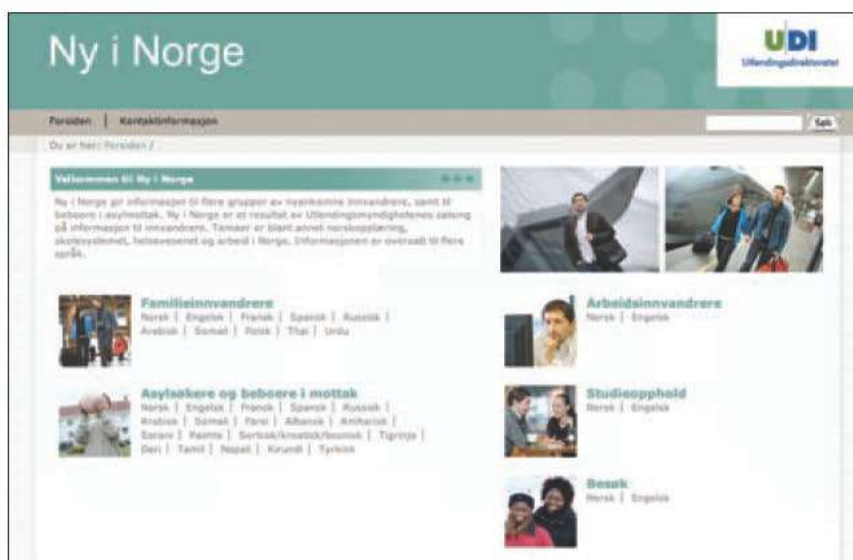 Ny i Norge
UDI
Utlendingsdirektoratet
Forsiden | Kontaktinformasjon
Søk
Du er her: Forsiden /
Velkommen til Ny i Norge
Ny i Norge gir informasjon til flere grupper av nyankomne innvandrere, samt til
beboere i asylmottak. Ny i Norge er et resultat av Utlendingsmyndighetenes satsing
på informasjon til innvandrere. Temaer er blant annet norskopplæring,
skolesystemet, helsevesenet og arbeid i Norge. Informasjonen er oversatt til flere
språk.
Familieinnvandrere
Norsk | Engelsk | Fransk | Spansk | Russisk |
Arabisk | Somali | Polsk | Thai | Urdu
Asylsøkere og beboere i mottak
Norsk | Engelsk | Fransk | Spansk | Russisk |
Arabisk | Somali | Farsi | Albansk | Amharisk |
Sorani | Pashto | Serbisk/kroatisk/bosnisk | Tigrinja |
Dari | Tamil | Nepali | Kirundi | Tyrkisk
Arbeidsinnvandrere
Norsk | Engelsk
Studieopphold
Norsk | Engelsk
Besøk
Norsk | Engelsk